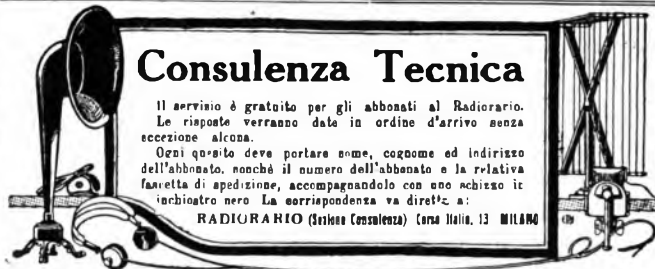 Consulenza Tecnica
Il servizio è gratuito per gli abbonati al Radiorario.
Le risposte verranno date in ordine d'arrivo senza
eccezione alcuna.
Ogni quesito deve portare nome, cognome ed indirizzo
dell'abbonato, nonchè il numero dell'abbonato e la relativa
fascetta di spedizione, accompagnandolo con uno schizzo in
inchiostro nero La corrispondenza va diretta a:
RADIORARIO (Sezione Consulenza) Corso Italia, 13 MILANO